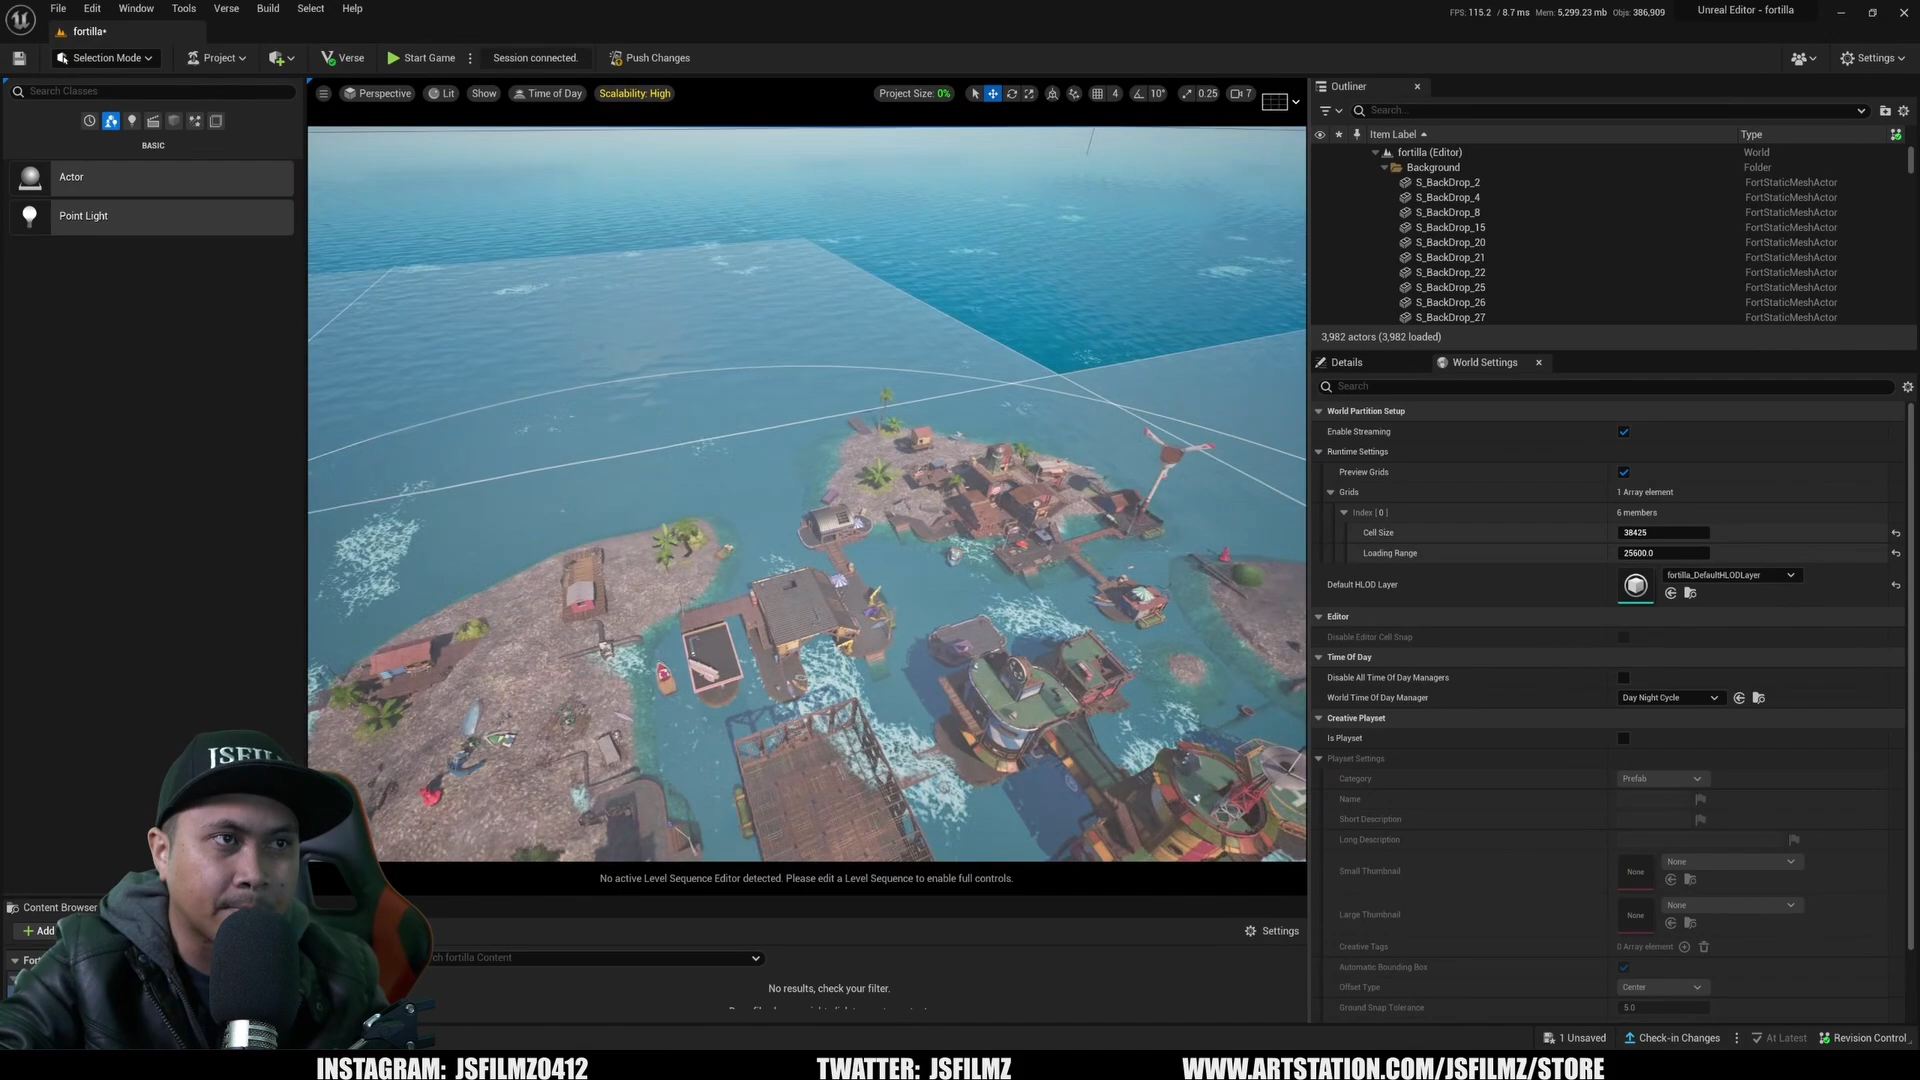 File Edit Window Tools Verse Build Select Help
FPS: 115.2 / 8.7 ms Mem: 5,299.23 mb Objs: 386,909
Unreal Editor - fortilla
fortilla*
Selection Mode
Project
Verse
Start Game
Session connected.
Push Changes
Settings
Search Classes
BASIC
Actor
Point Light
Perspective
Lit
Show
Time of Day
Scalability: High
Project Size: 0%
4
10°
0.25
7
Outliner
Search...
Item Label
Type
fortilla (Editor) World
Background Folder
S_BackDrop_2 FortStaticMeshActor
S_BackDrop_4 FortStaticMeshActor
S_BackDrop_8 FortStaticMeshActor
S_BackDrop_15 FortStaticMeshActor
S_BackDrop_20 FortStaticMeshActor
S_BackDrop_21 FortStaticMeshActor
S_BackDrop_22 FortStaticMeshActor
S_BackDrop_25 FortStaticMeshActor
S_BackDrop_26 FortStaticMeshActor
S_BackDrop_27 FortStaticMeshActor
3,982 actors (3,982 loaded)
Details
World Settings
Search
World Partition Setup
Enable Streaming
Runtime Settings
Preview Grids
Grids 1 Array element
Index [ 0 ] 6 members
Cell Size 38425
Loading Range 25600.0
Default HLOD Layer fortilla_DefaultHLODLayer
Editor
Disable Editor Cell Snap
Time Of Day
Disable All Time Of Day Managers
World Time Of Day Manager Day Night Cycle
Creative Playset
Is Playset
Playset Settings
Category Prefab
Name
Short Description
Long Description
Small Thumbnail None None
Large Thumbnail None None
Creative Tags 0 Array element
Automatic Bounding Box
Offset Type Center
Ground Snap Tolerance 5.0
No active Level Sequence Editor detected. Please edit a Level Sequence to enable full controls.
Content Browser
Add
Settings
ch fortilla Content
No results, check your filter.
1 Unsaved
Check-in Changes
At Latest
Revision Control
INSTAGRAM: JSFILMZ0412
TWATTER: JSFILMZ
WWW.ARTSTATION.COM/JSFILMZ/STORE